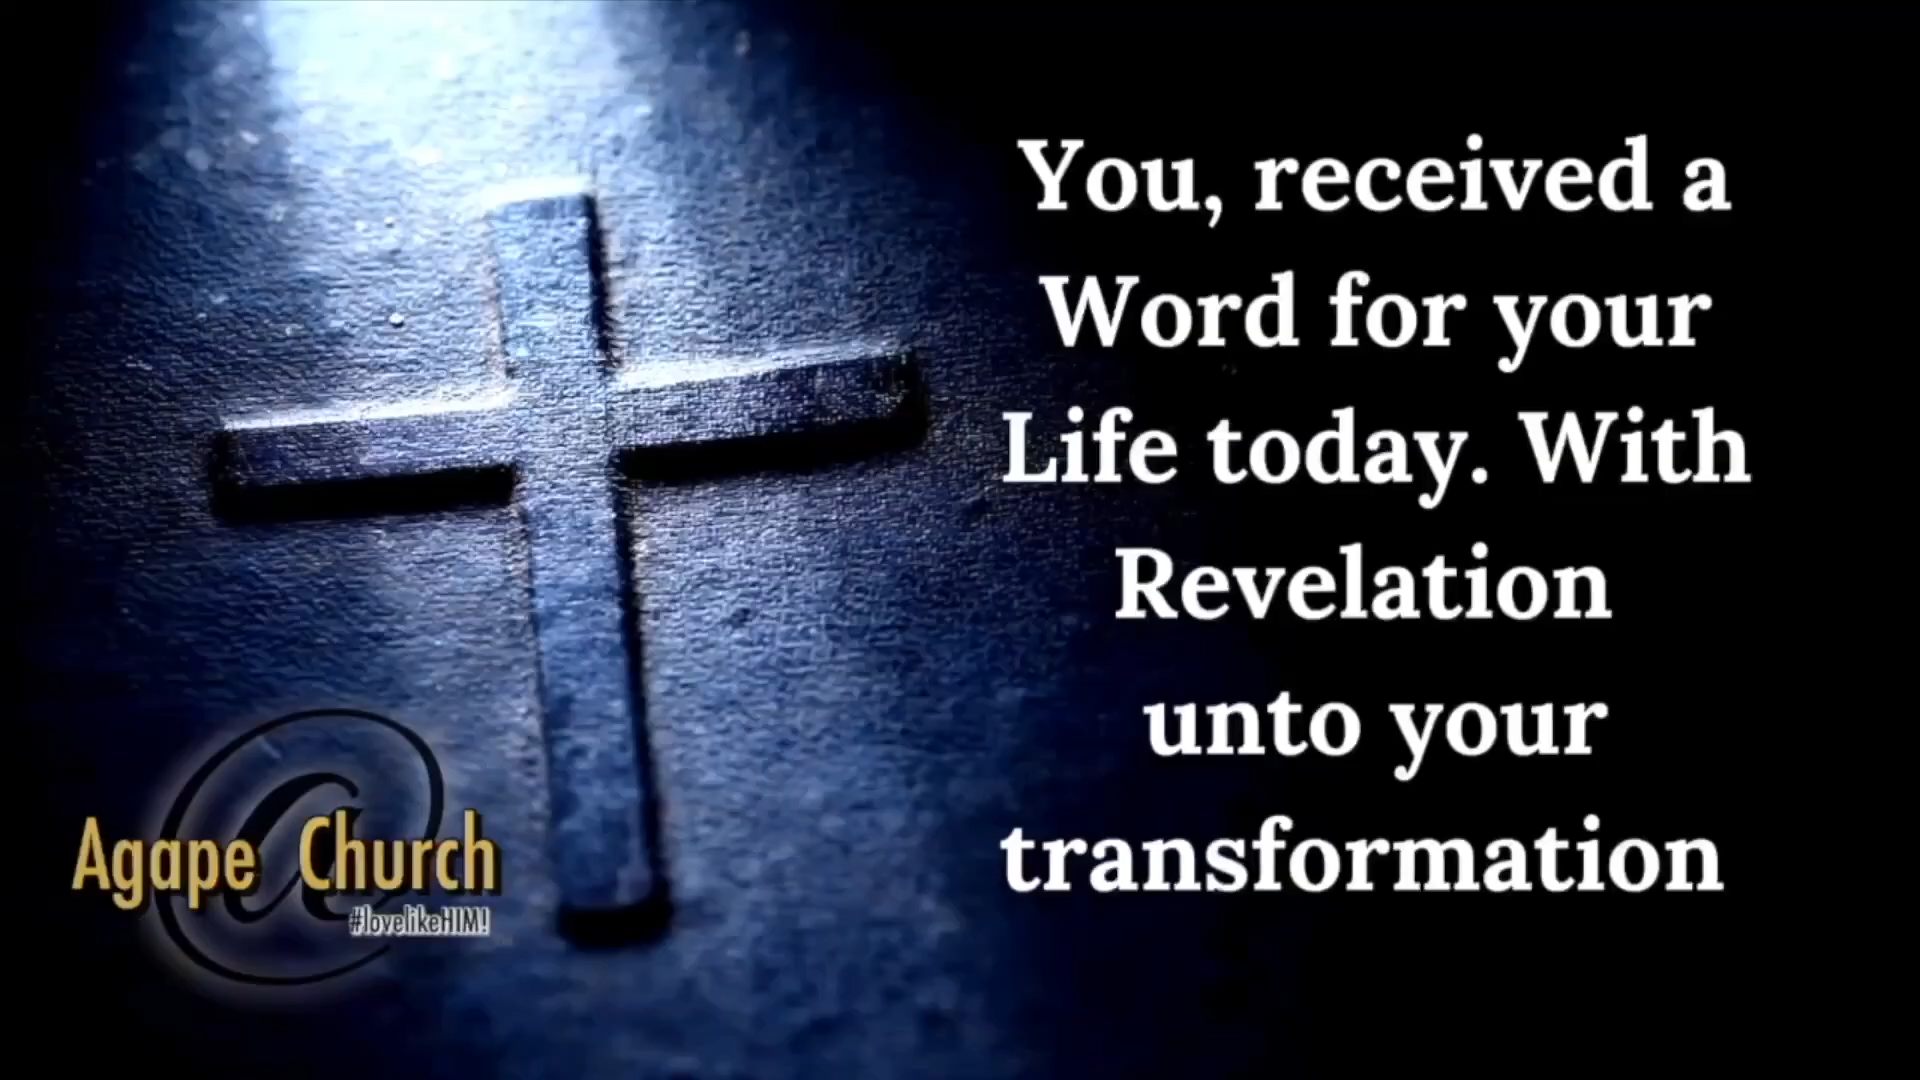 You, received a
Word for your
Life today. With
Revelation
unto your
transformation
Agape Church
#lovelikeHIM!